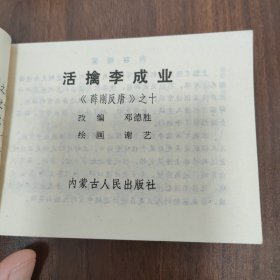 活擒李成业
《薛刚反唐》之十
改编 邓德胜
绘画 谢艺
内蒙古人民出版社